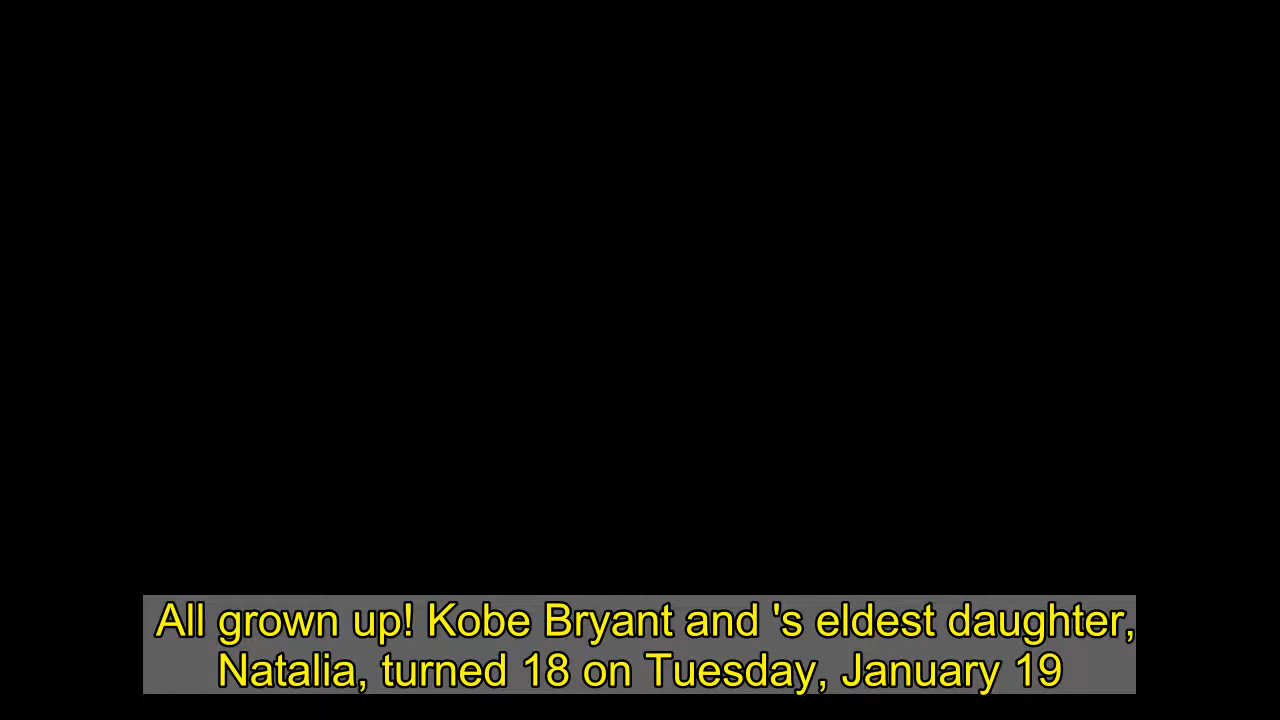 All grown up! Kobe Bryant and 's eldest daughter,
Natalia, turned 18 on Tuesday, January 19